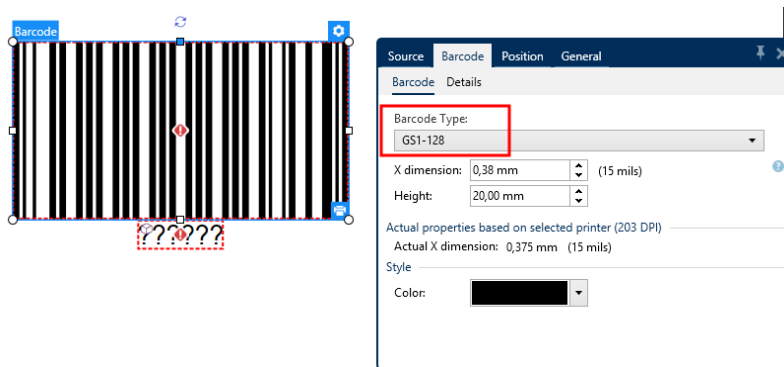 Barcode
??????
Source Barcode Position General
Barcode Details
Barcode Type:
GS1-128
X dimension: 0,38 mm (15 mils)
Height: 20,00 mm
Actual properties based on selected printer (203 DPI)
Actual X dimension: 0,375 mm (15 mils)
Style
Color: